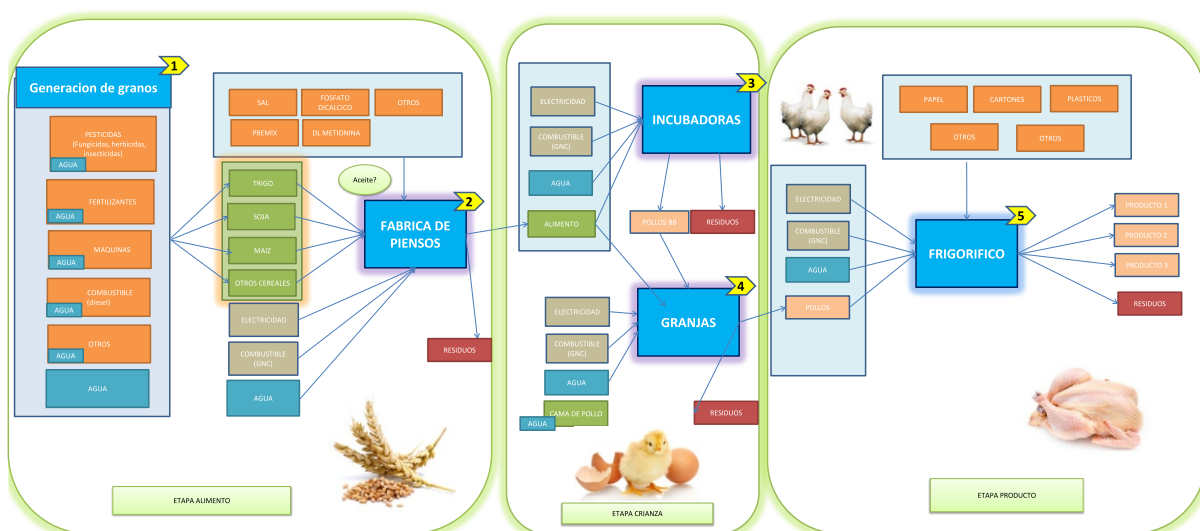 1
Generacion de granos
PESTICIDAS
(Fungicidas, herbicidas,
insecticidas)
AGUA
FERTILIZANTES
AGUA
MAQUINAS
AGUA
COMBUSTIBLE
(diesel)
AGUA
OTROS
AGUA
AGUA
SAL
FOSFATO
DICALCICO
OTROS
PREMIX
DL METIONINA
TRIGO
SOJA
MAIZ
OTROS CEREALES
ELECTRICIDAD
COMBUSTIBLE
(GNC)
AGUA
Aceite?
2
FABRICA DE
PIENSOS
RESIDUOS
ETAPA ALIMENTO
ELECTRICIDAD
COMBUSTIBLE
(GNC)
AGUA
ALIMENTO
3
INCUBADORAS
POLLOS BB
RESIDUOS
4
GRANJAS
ELECTRICIDAD
COMBUSTIBLE
(GNC)
AGUA
CAMA DE POLLO
AGUA
RESIDUOS
ETAPA CRIANZA
PAPEL
CARTONES
PLASTICOS
OTROS
OTROS
ELECTRICIDAD
COMBUSTIBLE
(GNC)
AGUA
POLLOS
5
FRIGORIFICO
PRODUCTO 1
PRODUCTO 2
PRODUCTO 3
RESIDUOS
ETAPA PRODUCTO